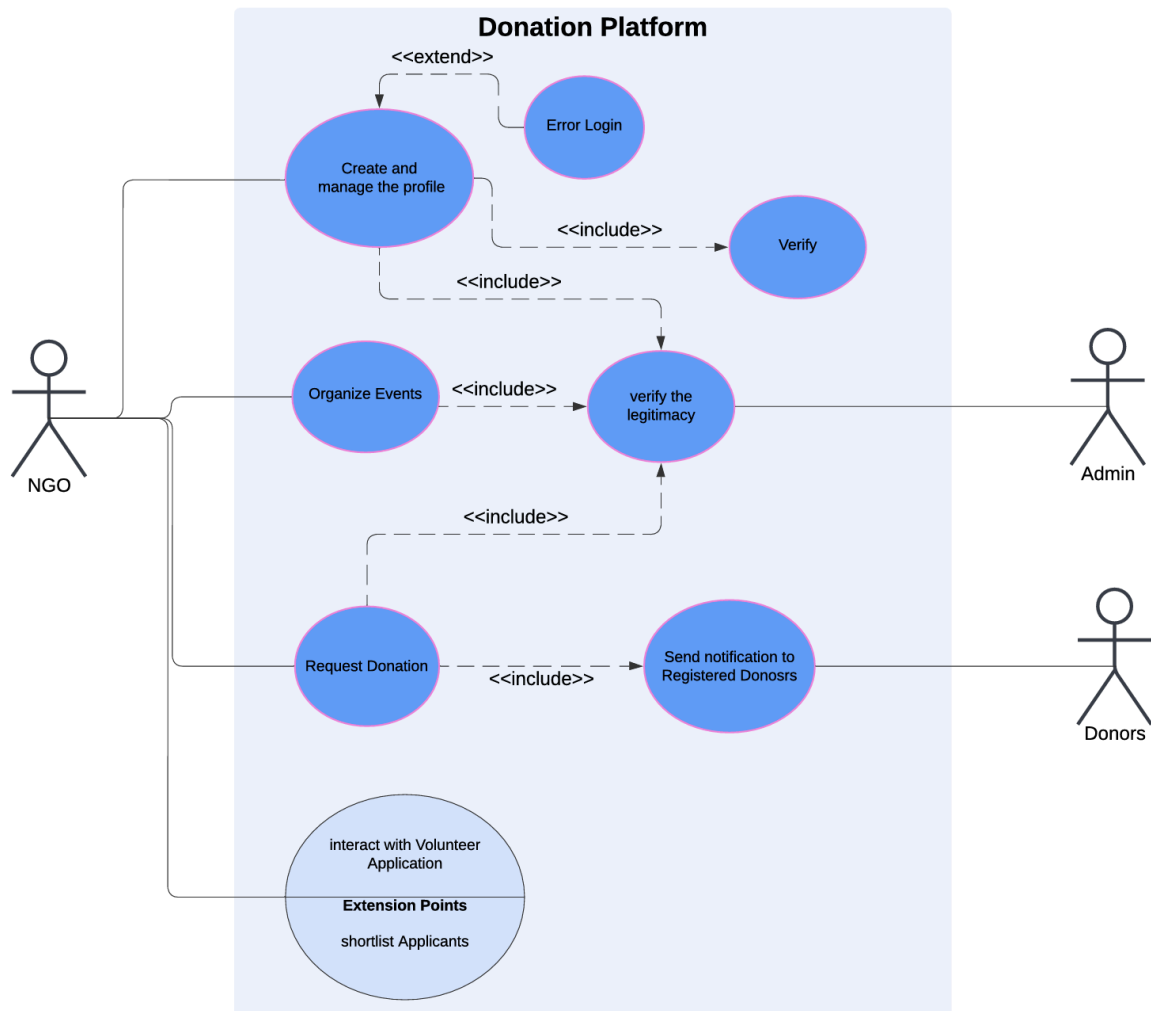 Donation Platform
<<extend>>
Error Login
Create and
manage the profile
<<include>>
Verify
<<include>>
Organize Events
<<include>>
verify the
legitimacy
NGO
Admin
<<include>>
Request Donation
<<include>>
Send notification to
Registered Donosrs
Donors
interact with Volunteer
Application
Extension Points
shortlist Applicants